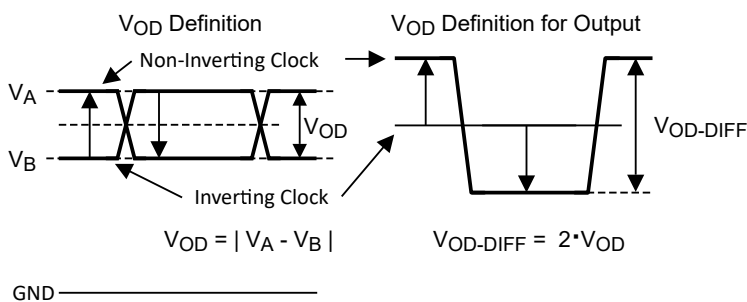 VOD Definition
VOD Definition for Output
Non-Inverting Clock
VA
VOD
VB
VOD-DIFF
Inverting Clock
VOD = | VA - VB |
VOD-DIFF = 2·VOD
GND